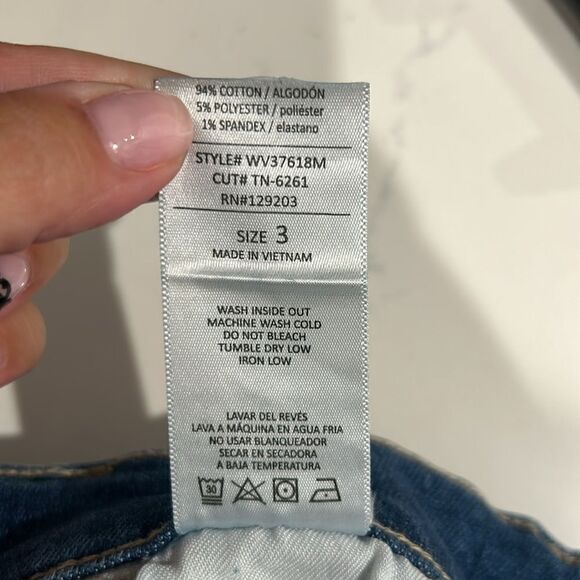 94% COTTON / ALGODÓN
5% POLYESTER / poliéster
1% SPANDEX / elastano
STYLE# WV37618M
CUT# TN-6261
RN#129203
SIZE 3
MADE IN VIETNAM
WASH INSIDE OUT
MACHINE WASH COLD
DO NOT BLEACH
TUMBLE DRY LOW
IRON LOW
LAVAR DEL REVÉS
LAVA A MÁQUINA EN AGUA FRIA
NO USAR BLANQUEADOR
SECAR EN SECADORA
A BAJA TEMPERATURA
30